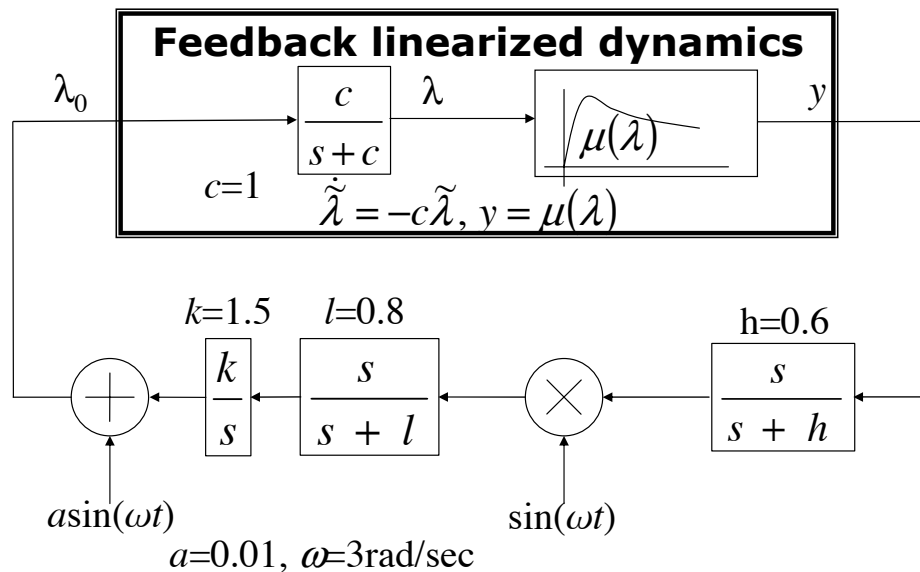 Feedback linearized dynamics
λ₀
c
s + c
λ
μ(λ)
y
c=1
λ̃̇ = −cλ̃, y = μ(λ)
k=1.5
l=0.8
h=0.6
+
k
s
s
s + l
×
s
s + h
asin(ωt)
sin(ωt)
a=0.01, ω=3rad/sec